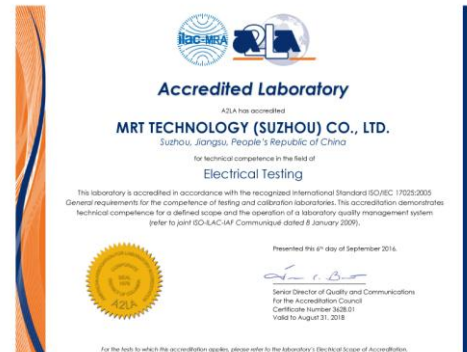 ilac-MRA
A2LA
Accredited Laboratory
A2LA has accredited
MRT TECHNOLOGY (SUZHOU) CO., LTD.
Suzhou, Jiangsu, People's Republic of China
for technical competence in the field of
Electrical Testing
This laboratory is accredited in accordance with the recognized International Standard ISO/IEC 17025:2005
General requirements for the competence of testing and calibration laboratories. This accreditation demonstrates
technical competence for a defined scope and the operation of a laboratory quality management system
(refer to joint ISO-ILAC-IAF Communiqué dated 8 January 2009).
Presented this 6th day of September 2016.
Senior Director of Quality and Communications
For the Accreditation Council
Certificate Number 3628.01
Valid to August 31, 2018
CORPORATE
SEAL
1978
A2LA
For the tests to which this accreditation applies, please refer to the laboratory's Electrical Scope of Accreditation.